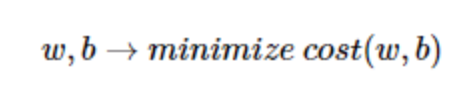 w, b → minimize cost(w, b)